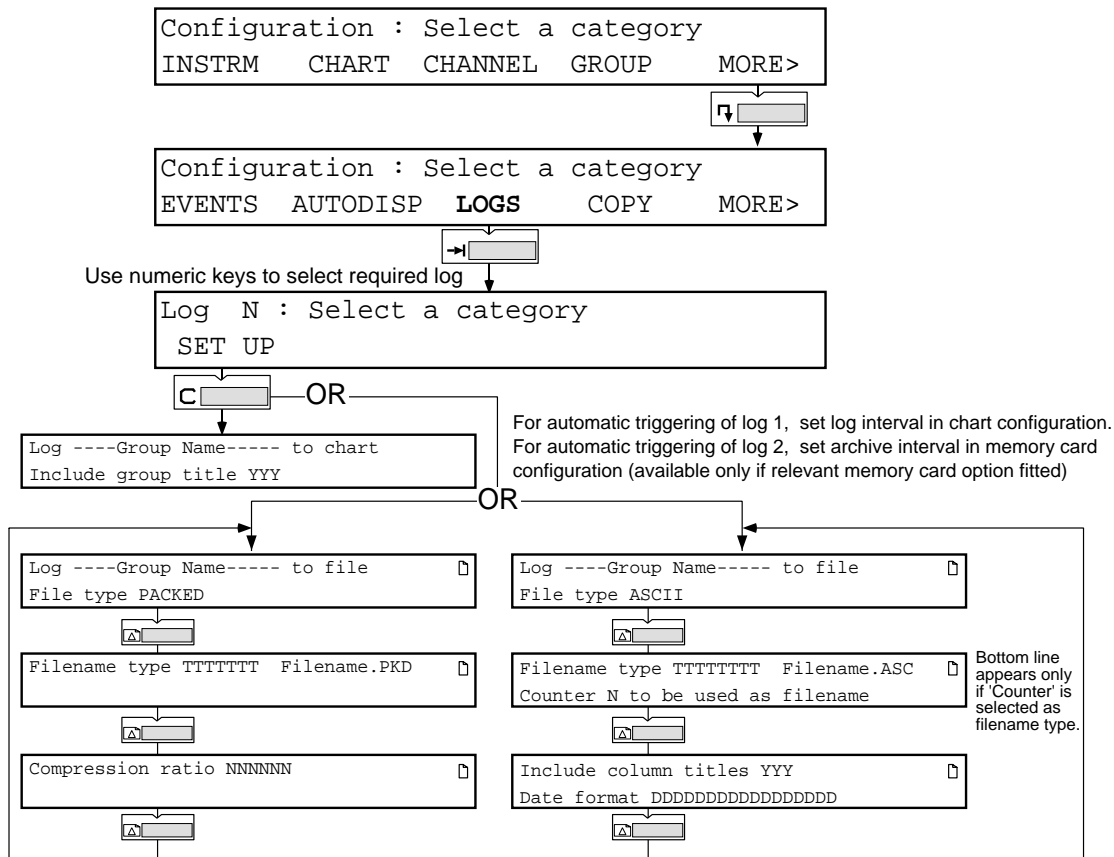 Configuration : Select a category
INSTRM CHART CHANNEL GROUP MORE>
Configuration : Select a category
EVENTS AUTODISP LOGS COPY MORE>
Use numeric keys to select required log
Log N : Select a category
SET UP
OR
For automatic triggering of log 1, set log interval in chart configuration.
For automatic triggering of log 2, set archive interval in memory card
configuration (available only if relevant memory card option fitted)
Log ----Group Name----- to chart
Include group title YYY
OR
Log ----Group Name----- to file
File type PACKED
Filename type TTTTTTT Filename.PKD
Compression ratio NNNNNN
Log ----Group Name----- to file
File type ASCII
Filename type TTTTTTTT Filename.ASC
Counter N to be used as filename
Bottom line
appears only
if 'Counter' is
selected as
filename type.
Include column titles YYY
Date format DDDDDDDDDDDDDDDDD